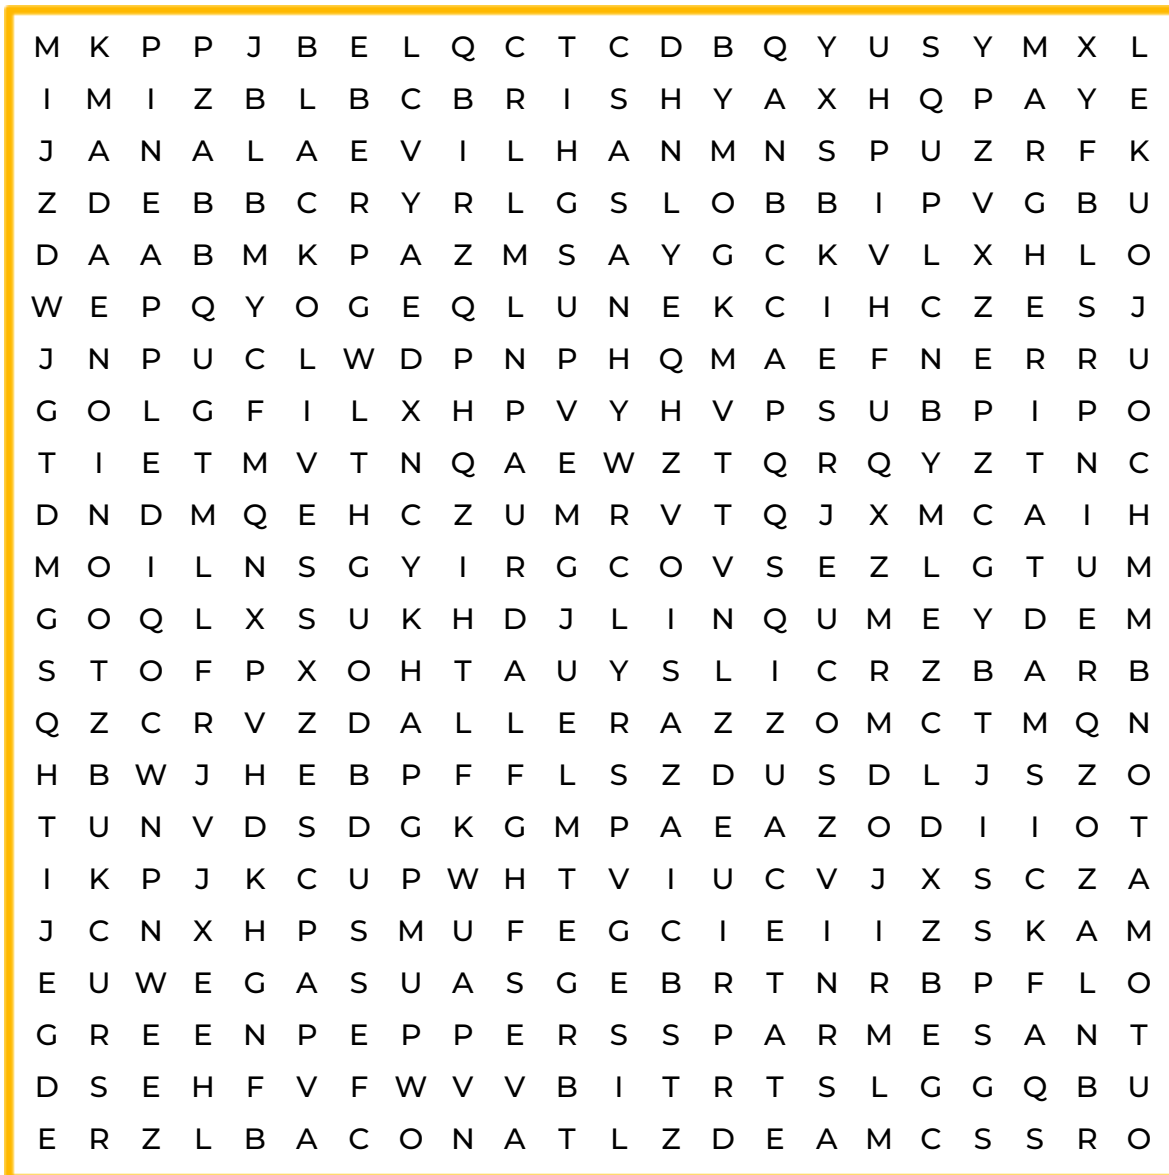 M K P P J B E L Q C T C D B Q Y U S Y M X L
I M I Z B L B C B R I S H Y A X H Q P A Y E
J A N A L A E V I L H A N M N S P U Z R F K
Z D E B B C R Y R L G S L O B B I P V G B U
D A A B M K P A Z M S A Y G C K V L X H L O
W E P Q Y O G E Q L U N E K C I H C Z E S J
J N P U C L W D P N P H Q M A E F N E R R U
G O L G F I L X H P V Y H V P S U B P I P O
T I E T M V T N Q A E W Z T Q R Q Y Z T N C
D N D M Q E H C Z U M R V T Q J X M C A I H
M O I L N S G Y I R G C O V S E Z L G T U M
G O Q L X S U K H D J L I N Q U M E Y D E M
S T O F P X O H T A U Y S L I C R Z B A R B
Q Z C R V Z D A L L E R A Z Z O M C T M Q N
H B W J H E B P F F L S Z D U S D L J S Z O
T U N V D S D G K G M P A E A Z O D I I O T
I K P J K C U P W H T V I U C V J X S C Z A
J C N X H P S M U F E G C I E I I Z S K A M
E U W E G A S U A S G E B R T N R B P F L O
G R E E N P E P P E R S S P A R M E S A N T
D S E H F V F W V V B I T R T S L G G Q B U
E R Z L B A C O N A T L Z D E A M C S S R O